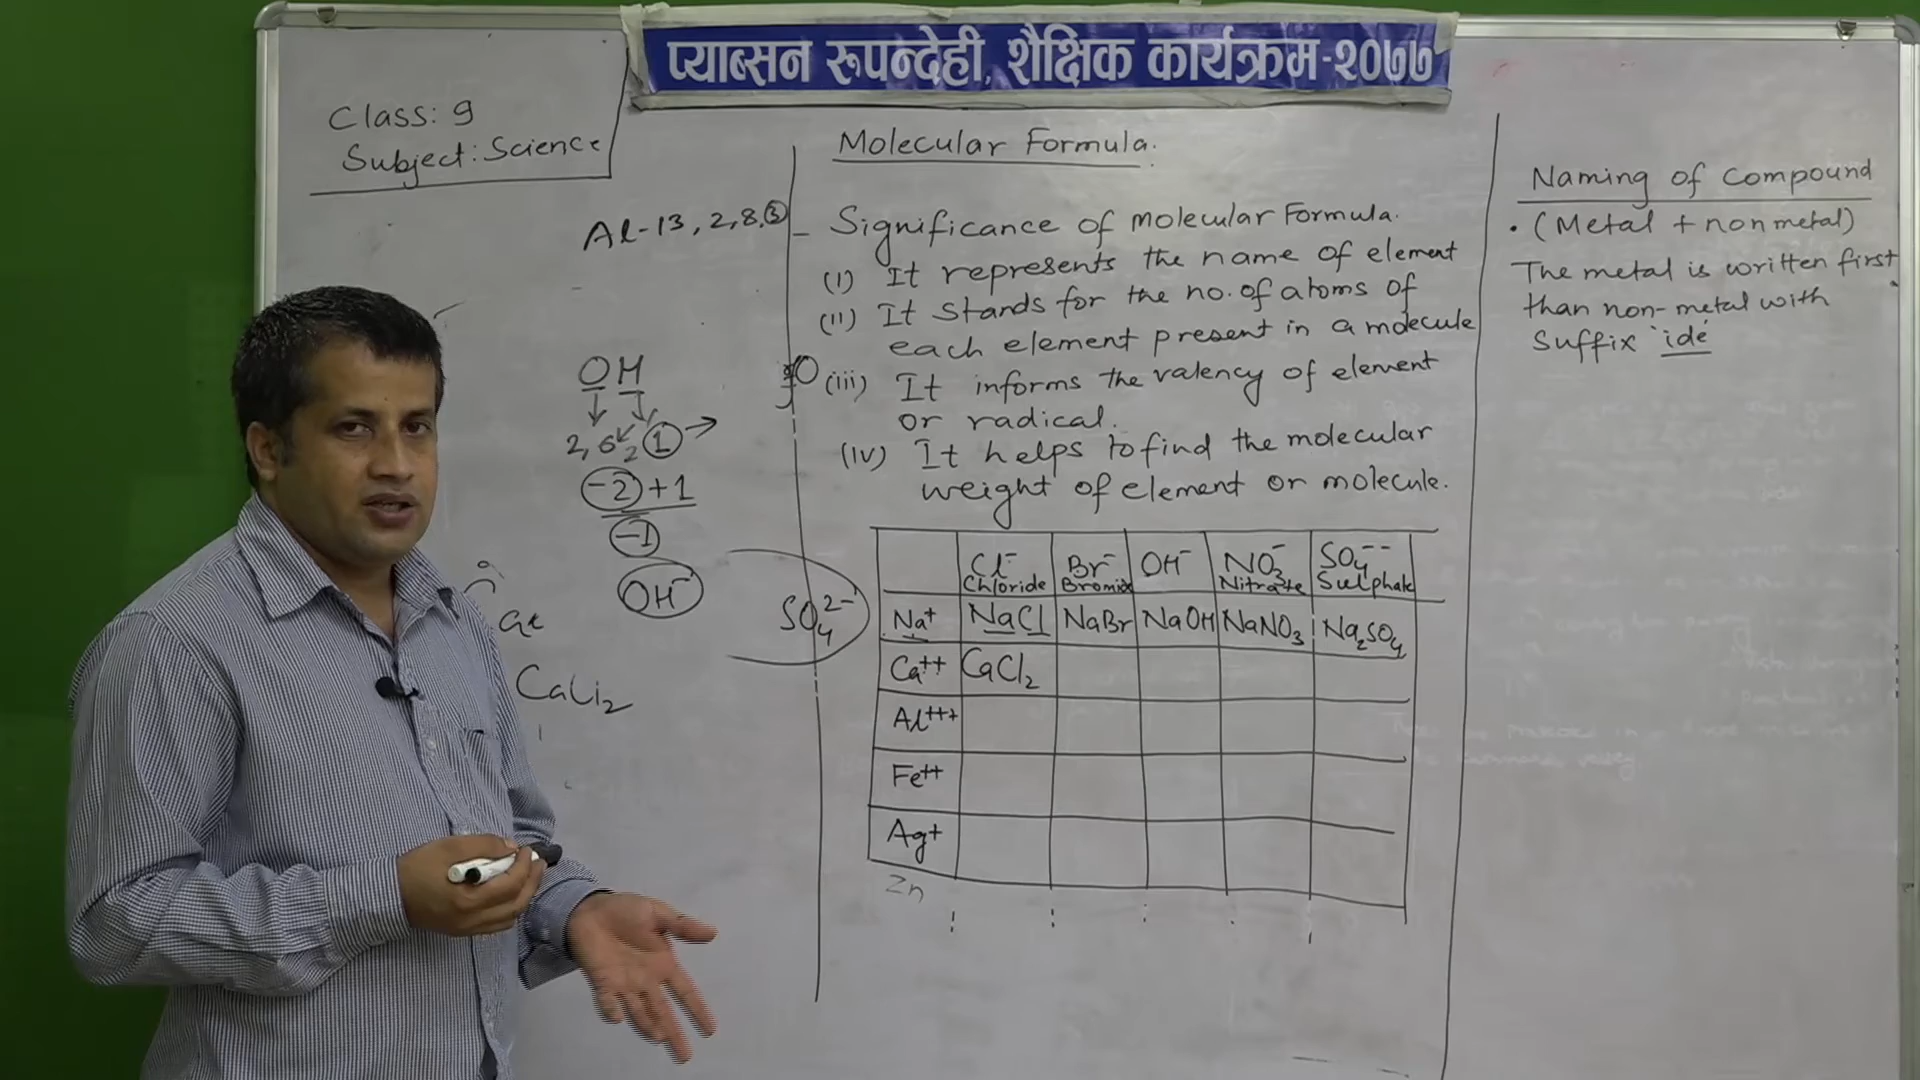 प्याब्सन रूपन्देही, शैक्षिक कार्यक्रम-२०७७
Class: 9
Subject: Science
Al-13, 2,8,3
OH
2,6 2 1
-2 +1
-1
OH⁻
SO₄²⁻
CaCl₂
Molecular Formula.
- Significance of molecular Formula.
(i) It represents the name of element
(ii) It stands for the no. of atoms of
each element present in a molecule
(iii) It informs the valency of element
or radical.
(iv) It helps to find the molecular
weight of element or molecule.
Cl⁻ Br⁻ OH⁻ NO₃⁻ SO₄⁻⁻
Chloride Bromide Nitrate Sulphate
Na⁺ NaCl NaBr NaOH NaNO₃ Na₂SO₄
Ca⁺⁺ CaCl₂
Al⁺⁺⁺
Fe⁺⁺
Ag⁺
Zn
Naming of Compound
• (Metal + nonmetal)
The metal is written first
than non-metal with
Suffix 'ide'